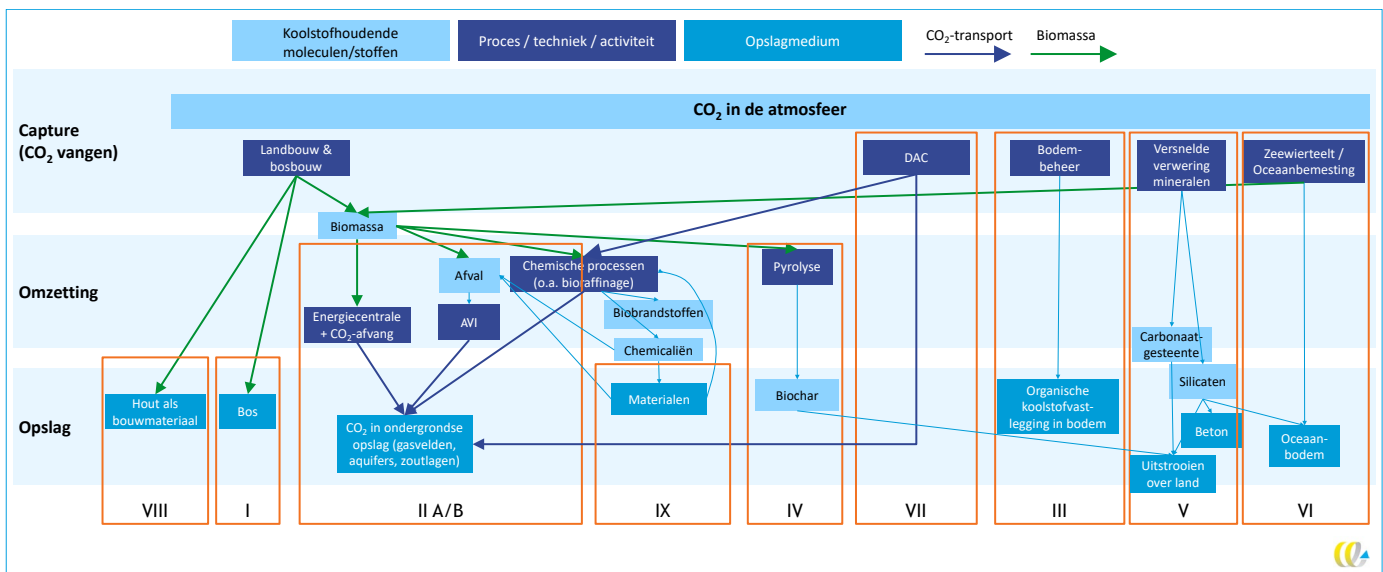 Koolstofhoudende
moleculen/stoffen
Proces / techniek / activiteit
Opslagmedium
CO₂-transport
Biomassa
CO₂ in de atmosfeer
Capture
(CO₂ vangen)
Landbouw &
bosbouw
DAC
Bodem-
beheer
Versnelde
verwering
mineralen
Zeewierteelt /
Oceaanbemesting
Biomassa
Omzetting
Afval
Chemische processen
(o.a. bioraffinage)
Pyrolyse
Energiecentrale
+ CO₂-afvang
AVI
Biobrandstoffen
Chemicaliën
Carbonaat-
gesteente
Opslag
Hout als
bouwmateriaal
Bos
CO₂ in ondergrondse
opslag (gasvelden,
aquifers, zoutlagen)
Materialen
Biochar
Organische
koolstofvast-
legging in bodem
Silicaten
Beton
Uitstrooien
over land
Oceaan-
bodem
VIII
I
II A/B
IX
IV
VII
III
V
VI